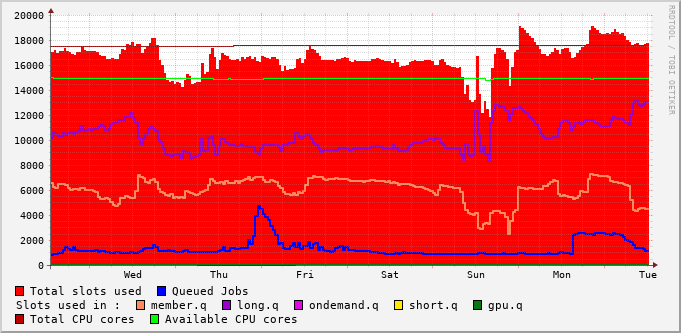 20000
18000
16000
14000
12000
10000
8000
6000
4000
2000
0
Wed Thu Fri Sat Sun Mon Tue
RRDTOOL / TOBI OETIKER
Total slots used Queued Jobs
Slots used in : member.q long.q ondemand.q short.q gpu.q
Total CPU cores Available CPU cores